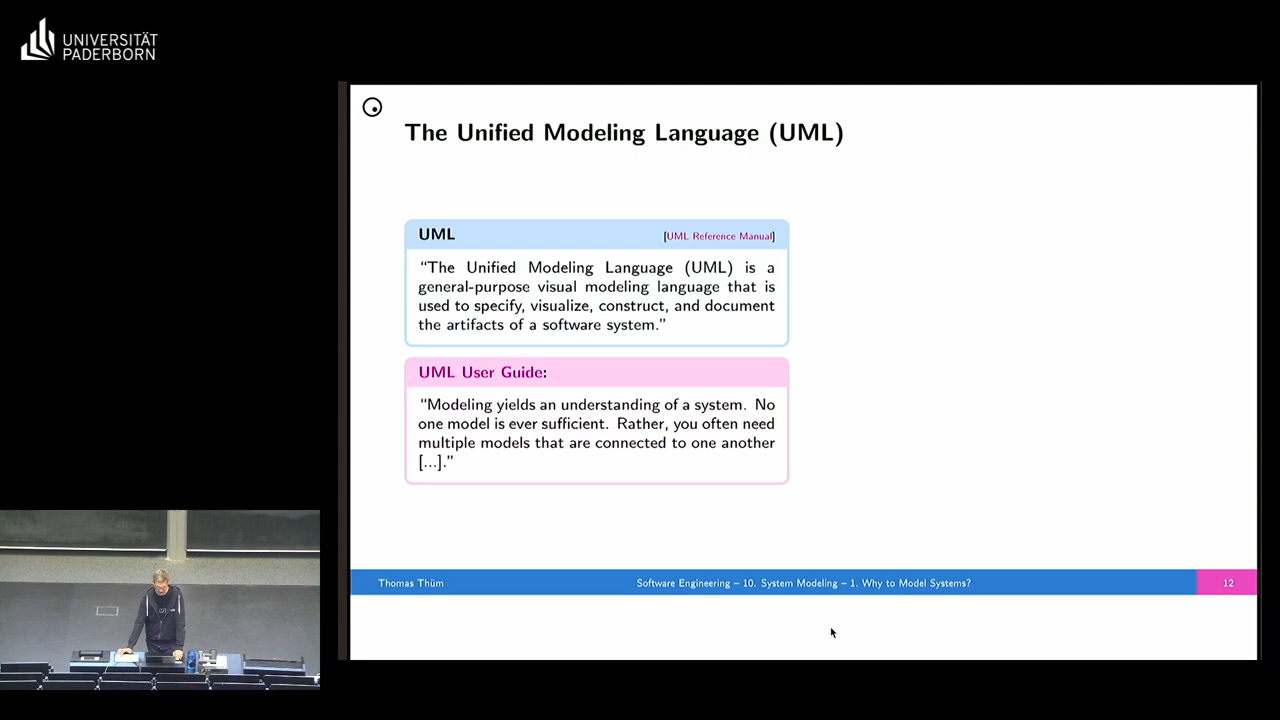 UNIVERSITÄT
PADERBORN
The Unified Modeling Language (UML)
UML [UML Reference Manual]
“The Unified Modeling Language (UML) is a
general-purpose visual modeling language that is
used to specify, visualize, construct, and document
the artifacts of a software system.”
UML User Guide:
“Modeling yields an understanding of a system. No
one model is ever sufficient. Rather, you often need
multiple models that are connected to one another
[...].”
Thomas Thüm Software Engineering – 10. System Modeling – 1. Why to Model Systems? 12